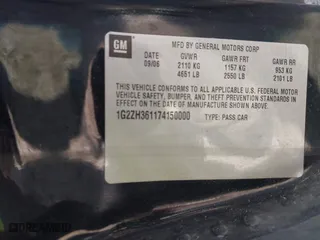 GM
MFD BY GENERAL MOTORS CORP
09/06 GVWR GAWR FRT GAWR RR
2110 KG 1157 KG 953 KG
4651 LB 2550 LB 2101 LB
THIS VEHICLE CONFORMS TO ALL APPLICABLE U.S. FEDERAL MOTOR
VEHICLE SAFETY, BUMPER, AND THEFT PREVENTION STANDARDS
IN EFFECT ON THE DATE OF MANUFACTURE SHOWN ABOVE.
1G2ZH361174150000 TYPE: PASS CAR